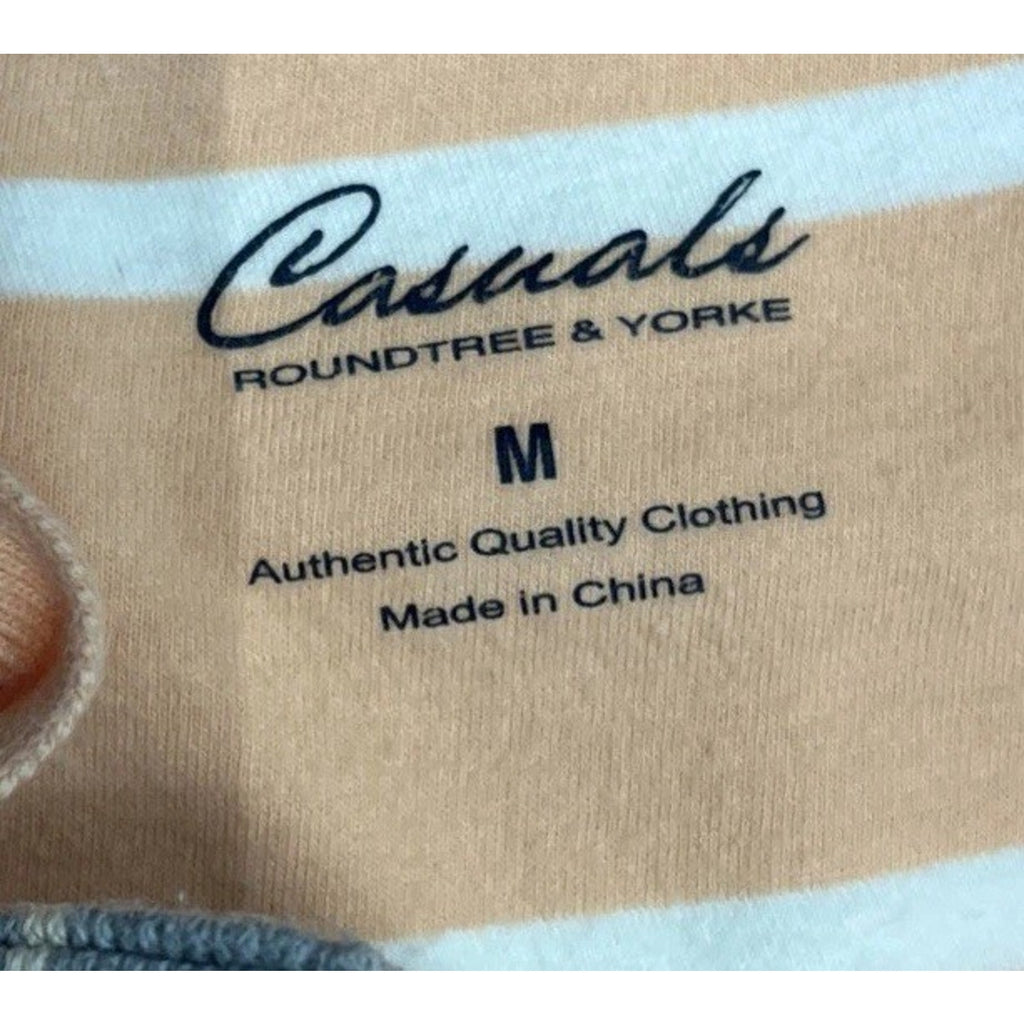 Casuals
ROUNDTREE & YORKE
M
Authentic Quality Clothing
Made in China